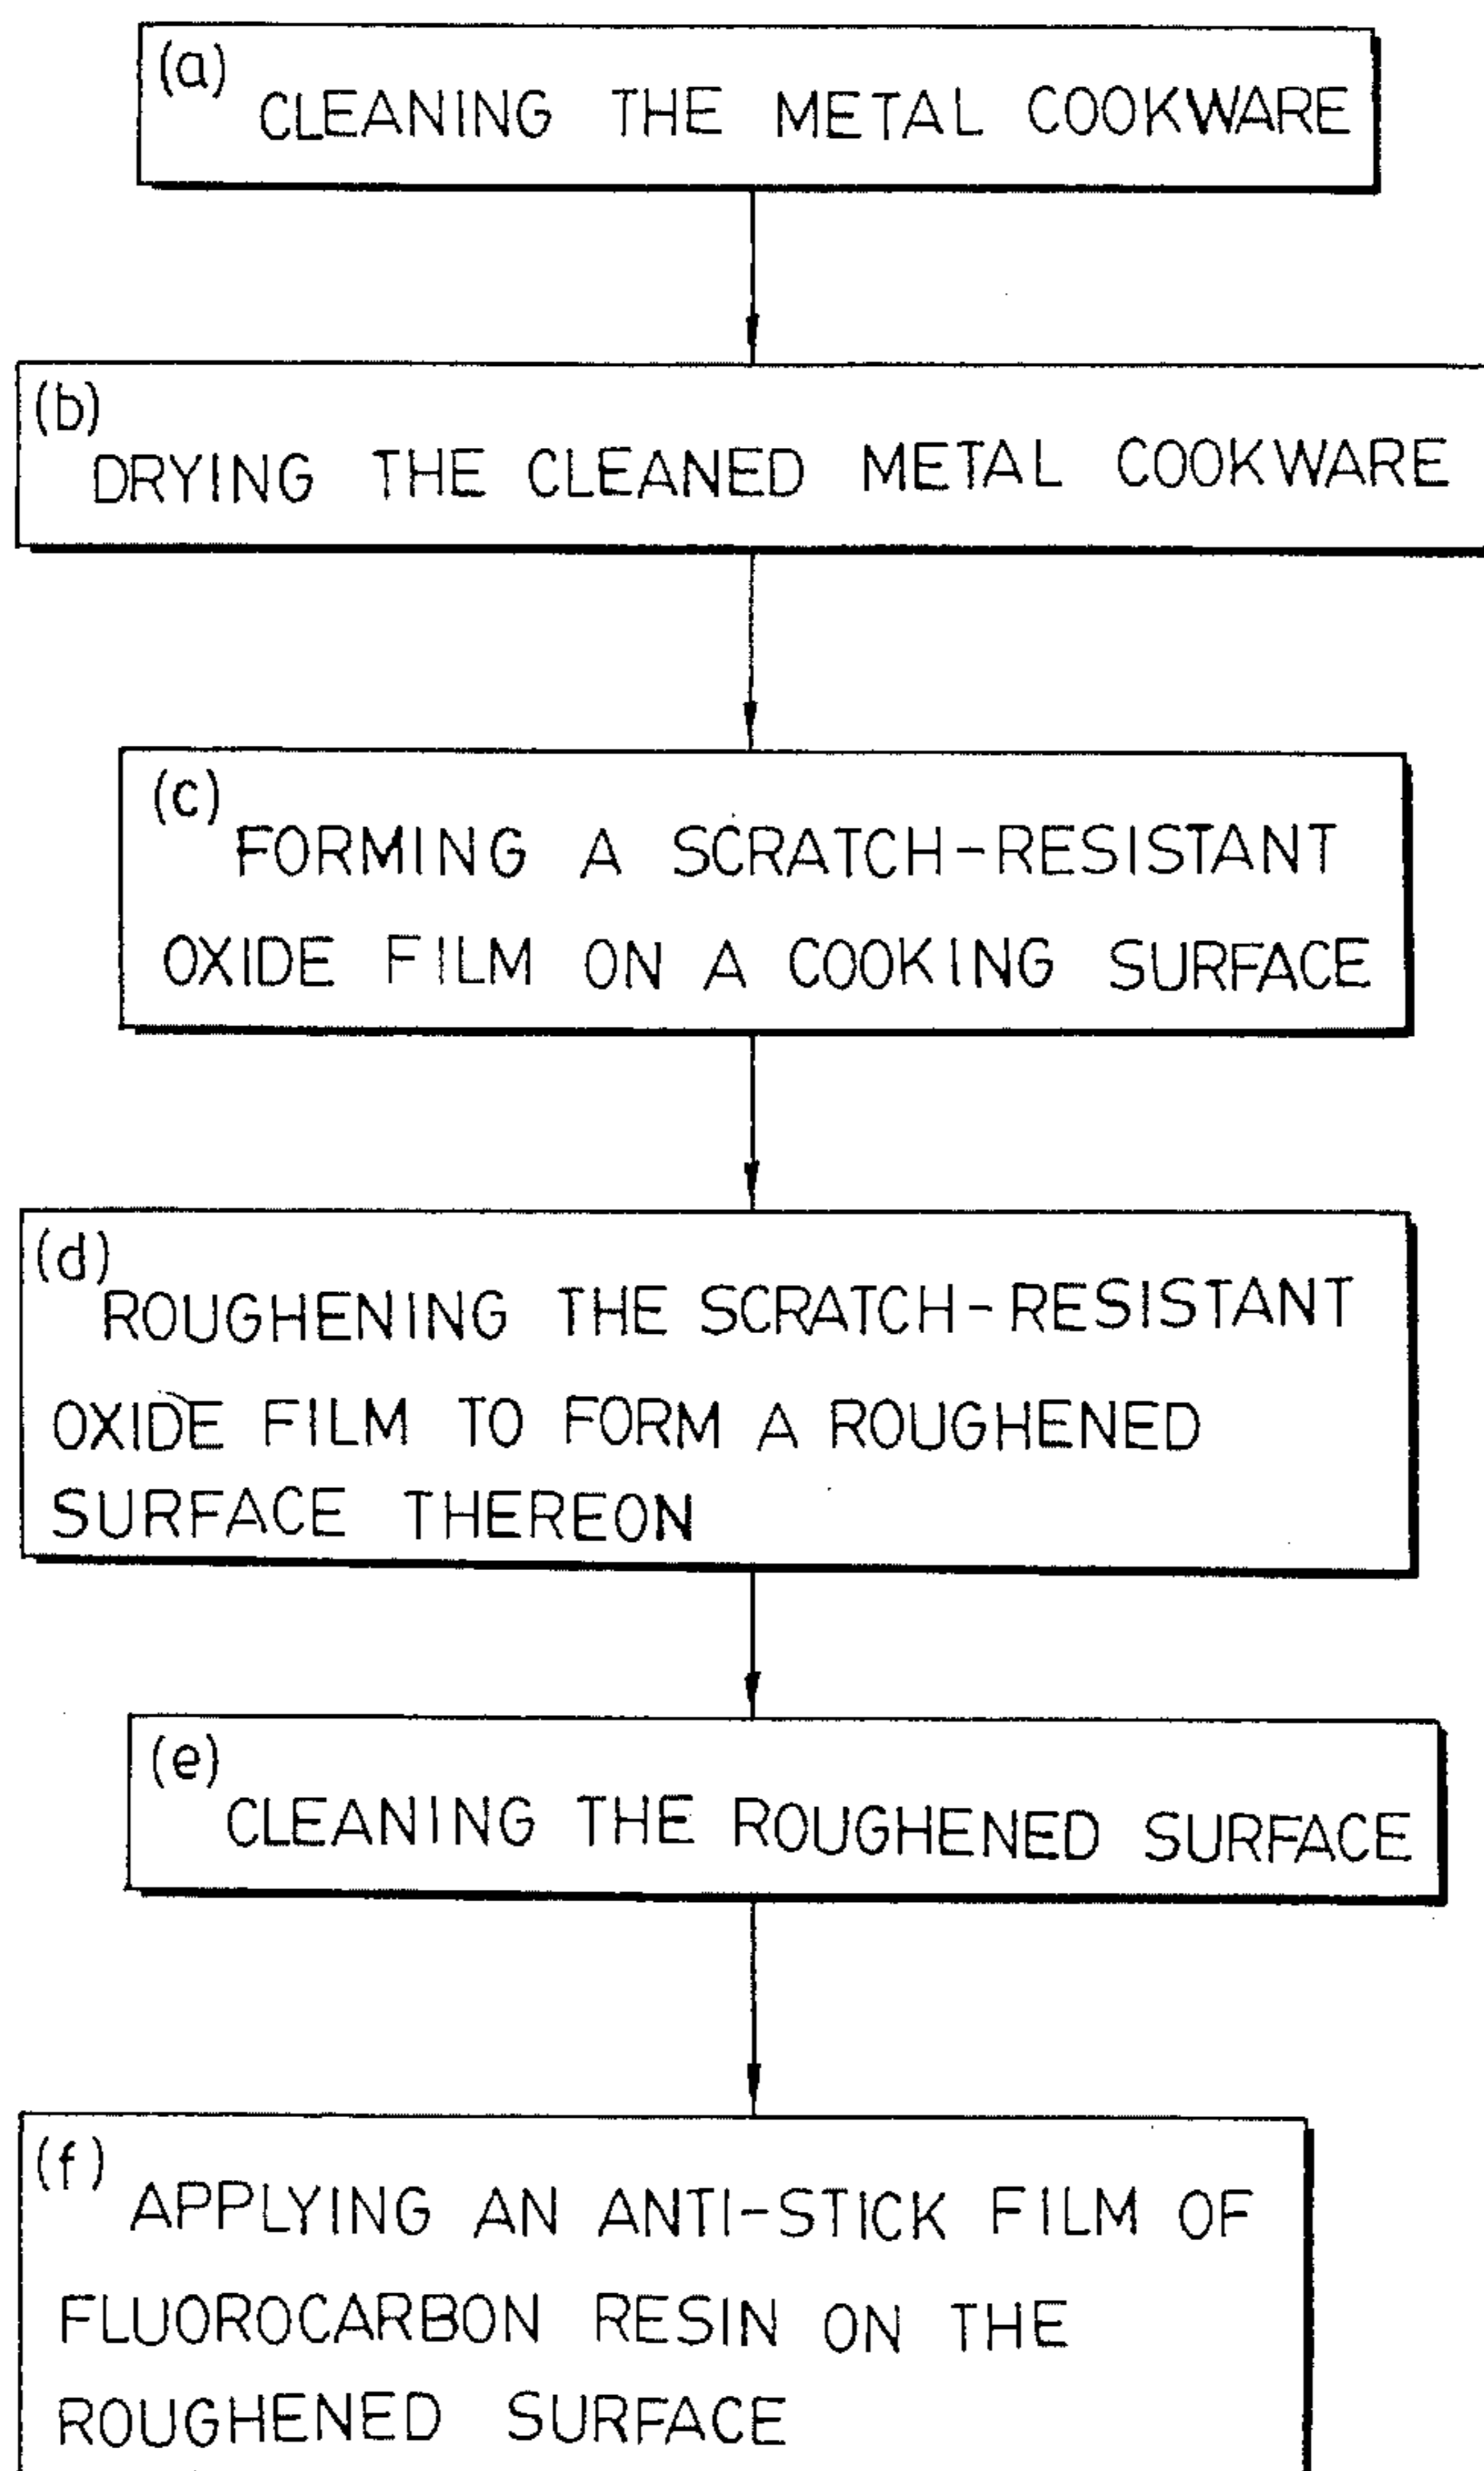 (a)
CLEANING THE METAL COOKWARE
(b)
DRYING THE CLEANED METAL COOKWARE
(c)
FORMING A SCRATCH-RESISTANT
OXIDE FILM ON A COOKING SURFACE
(d)
ROUGHENING THE SCRATCH-RESISTANT
OXIDE FILM TO FORM A ROUGHENED
SURFACE THEREON
(e)
CLEANING THE ROUGHENED SURFACE
(f)
APPLYING AN ANTI-STICK FILM OF
FLUOROCARBON RESIN ON THE
ROUGHENED SURFACE